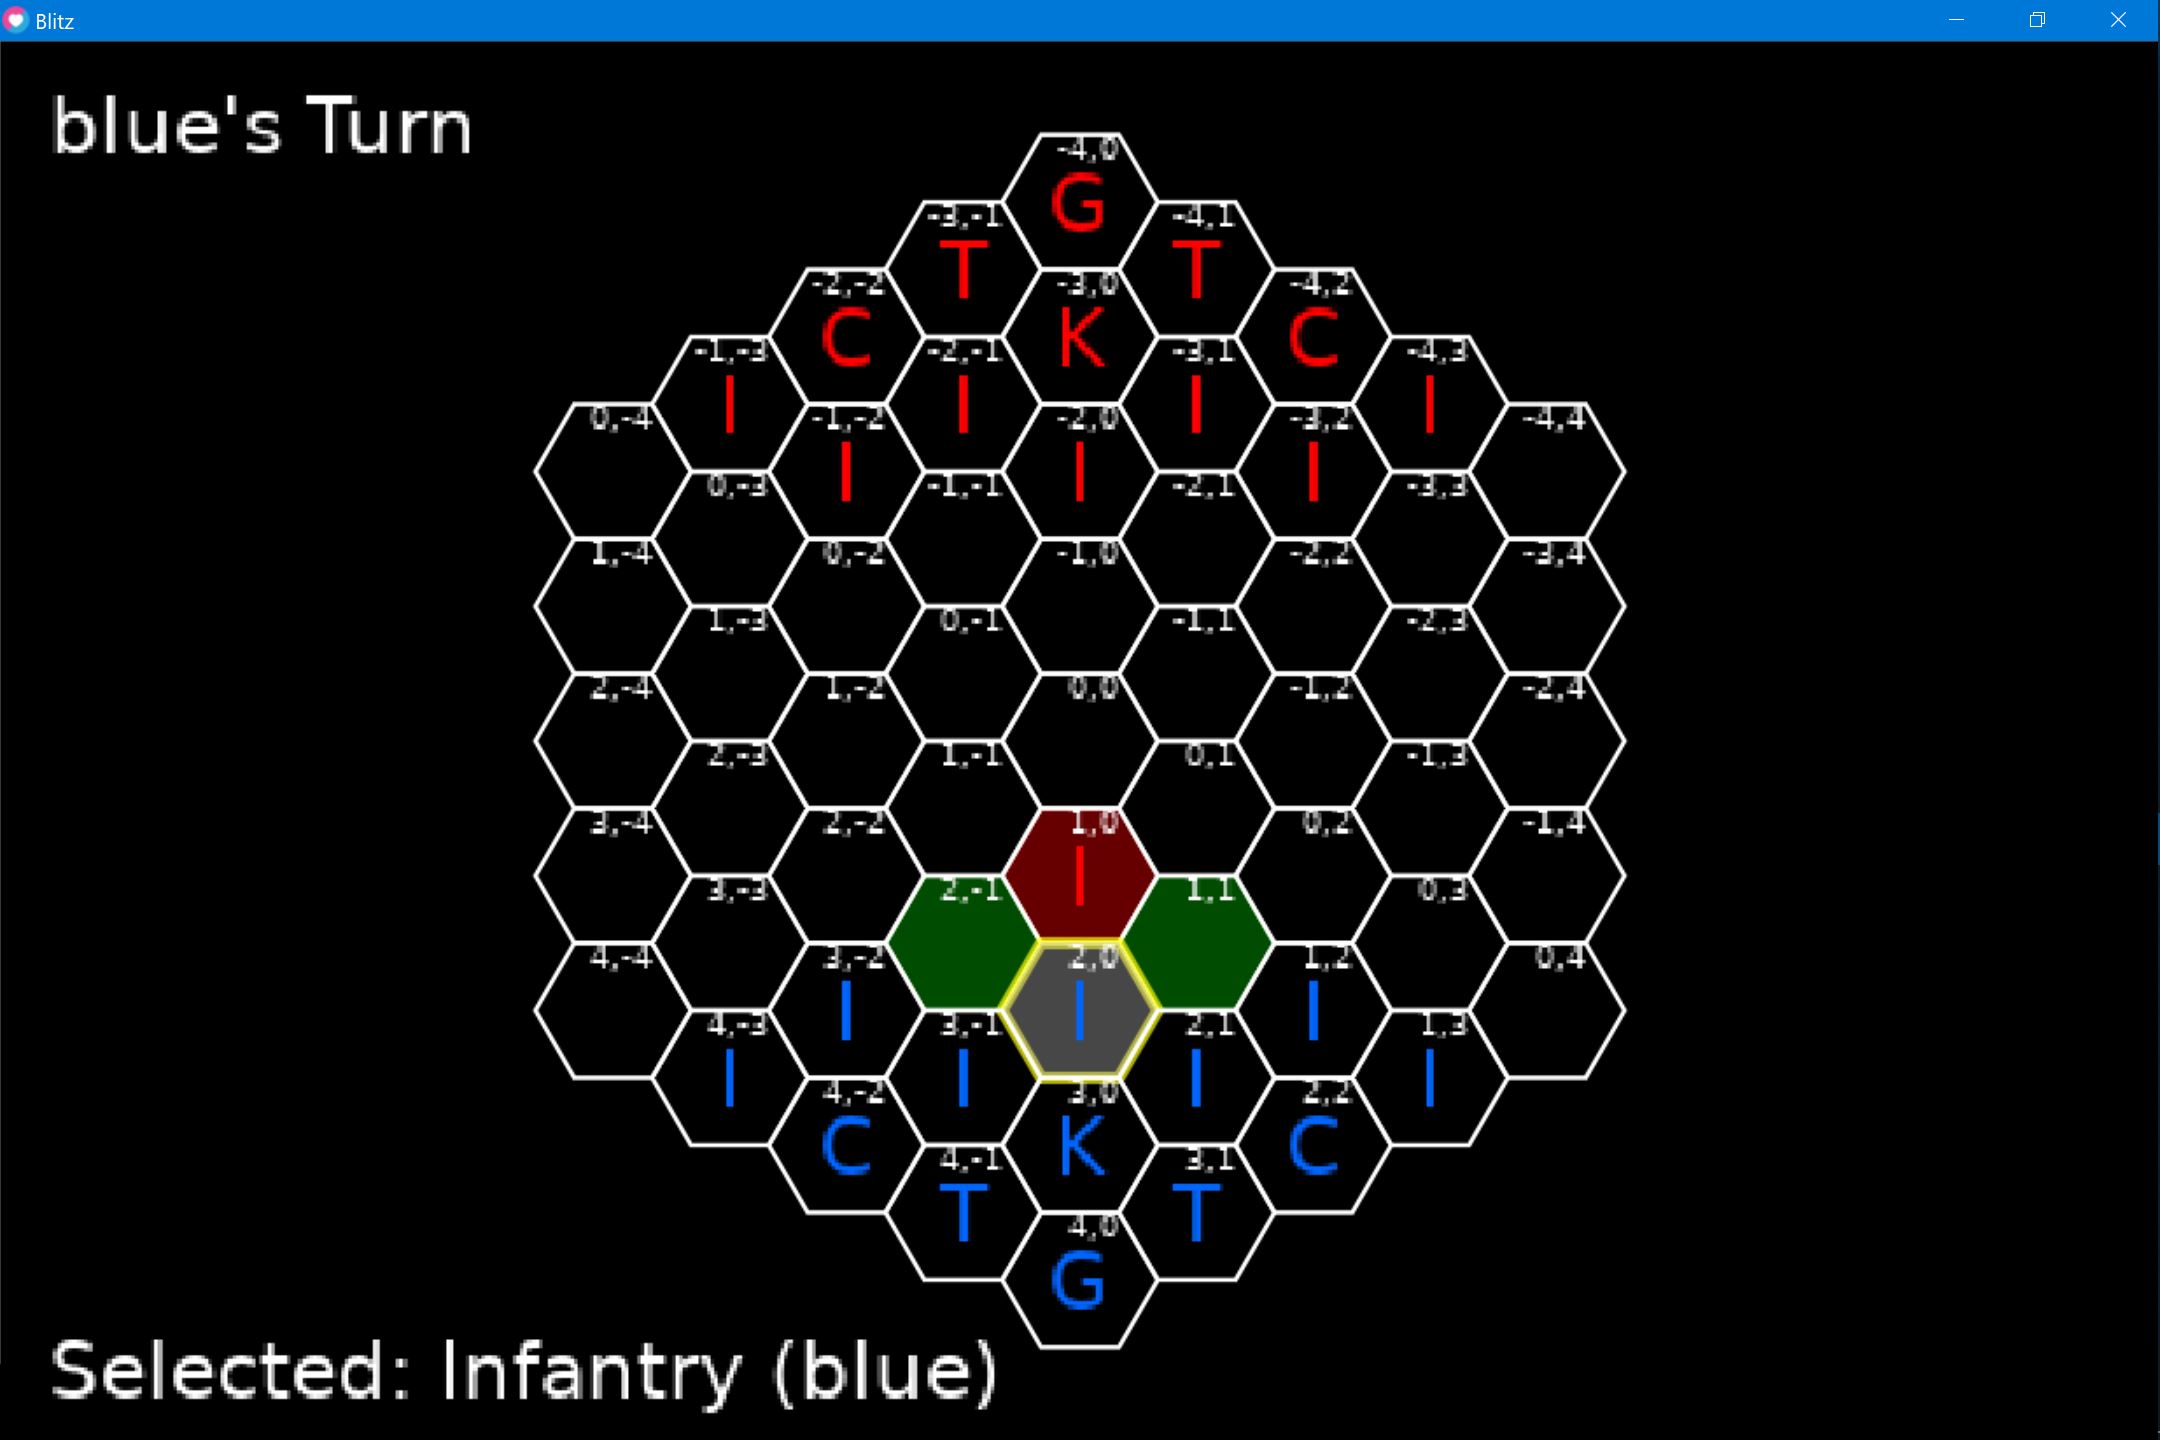 Blitz
blue's Turn
-4,0
G
-3,-1
-4,1
T
T
-2,-2
-3,0
-4,2
C
K
C
-1,-3
-2,-1
-3,1
-4,3
I
I
I
I
0,-4
-1,-2
-2,0
-3,2
-4,4
I
I
I
0,-3
-1,-1
-2,1
-3,3
1,-4
0,-2
-1,0
-2,2
-3,4
1,-3
0,-1
-1,1
-2,3
2,-4
1,-2
0,0
-1,2
-2,4
2,-3
1,-1
0,1
-1,3
3,-4
2,-2
1,0
0,2
-1,4
I
3,-3
2,-1
1,1
0,3
4,-4
3,-2
2,0
1,2
0,4
I
I
I
4,-3
3,-1
2,1
1,3
I
I
I
I
4,-2
3,0
2,2
C
K
C
4,-1
3,1
T
T
4,0
G
Selected: Infantry (blue)